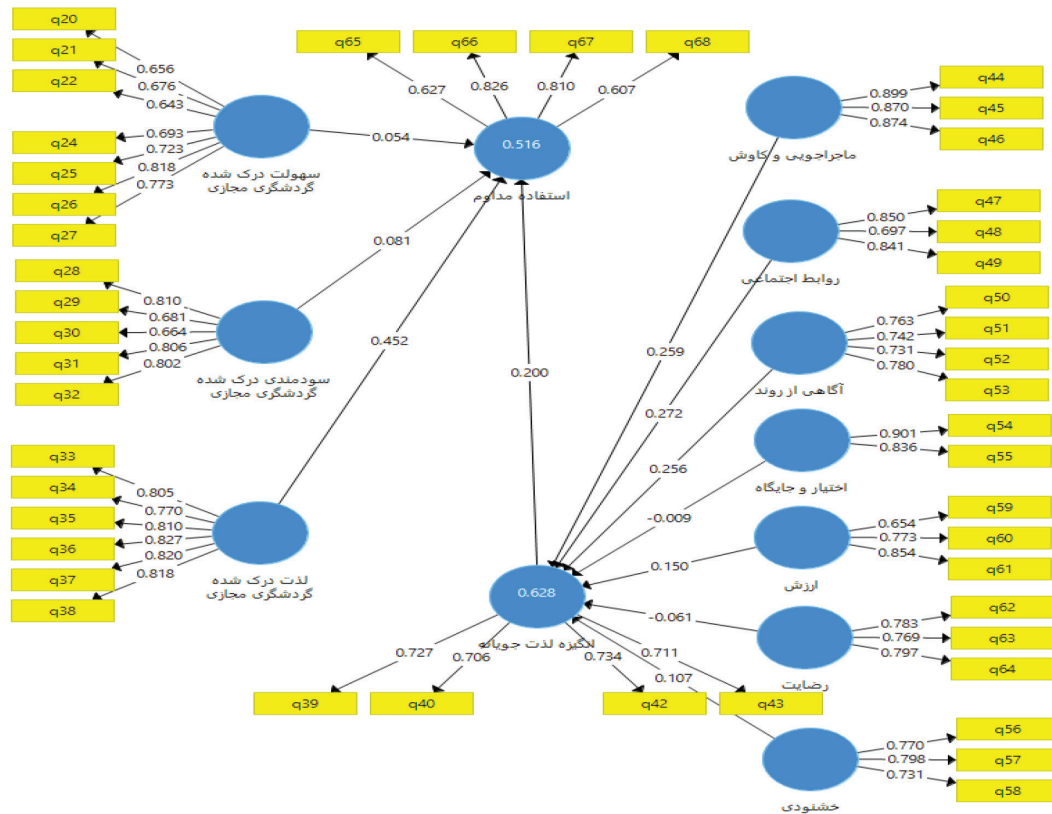 q20
q21
q22
q24
q25
q26
q27
0.656
0.676
0.643
0.693
0.723
0.818
0.773
سهولت درک شده
گردشگری مجازی
0.054
q65
q66
q67
q68
0.627
0.826
0.810
0.607
0.516
استفاده مداوم
q28
q29
q30
q31
q32
0.810
0.681
0.664
0.806
0.802
سودمندی درک شده
گردشگری مجازی
0.081
q33
q34
q35
q36
q37
q38
0.805
0.770
0.810
0.827
0.820
0.818
لذت درک شده
گردشگری مجازی
0.452
0.200
0.628
انگیزه لذت جویانه
0.727
0.706
0.734
0.711
q39
q40
q42
q43
ماجراجویی و کاوش
0.899
0.870
0.874
q44
q45
q46
0.259
روابط اجتماعی
0.850
0.697
0.841
q47
q48
q49
0.272
آگاهی از روند
0.763
0.742
0.731
0.780
q50
q51
q52
q53
0.256
اختیار و جایگاه
0.901
0.836
q54
q55
-0.009
ارزش
0.654
0.773
0.854
q59
q60
q61
0.150
رضایت
0.783
0.769
0.797
q62
q63
q64
-0.061
خشنودی
0.770
0.798
0.731
q56
q57
q58
0.107